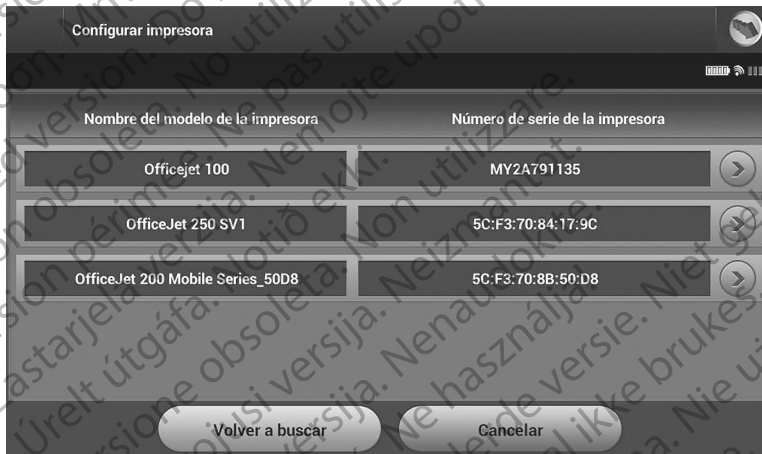 Configurar impresora
Nombre del modelo de la impresora
Número de serie de la impresora
Officejet 100
MY2A791135
OfficeJet 250 SV1
5C:F3:70:84:17:9C
OfficeJet 200 Mobile Series_50D8
5C:F3:70:8B:50:D8
Volver a buscar
Cancelar